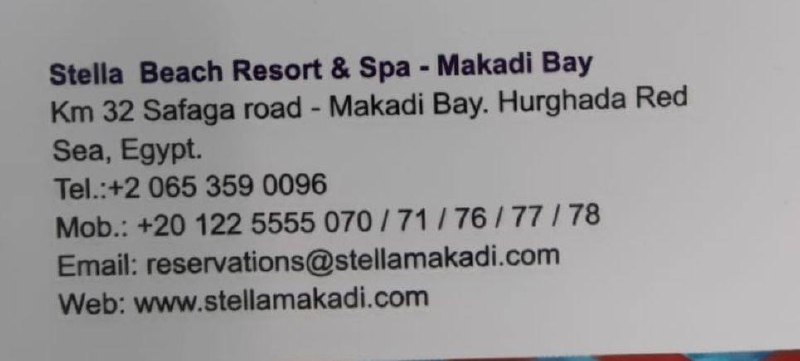 Stella Beach Resort & Spa - Makadi Bay
Km 32 Safaga road - Makadi Bay. Hurghada Red
Sea, Egypt.
Tel.:+2 065 359 0096
Mob.: +20 122 5555 070 / 71 / 76 / 77 / 78
Email: reservations@stellamakadi.com
Web: www.stellamakadi.com